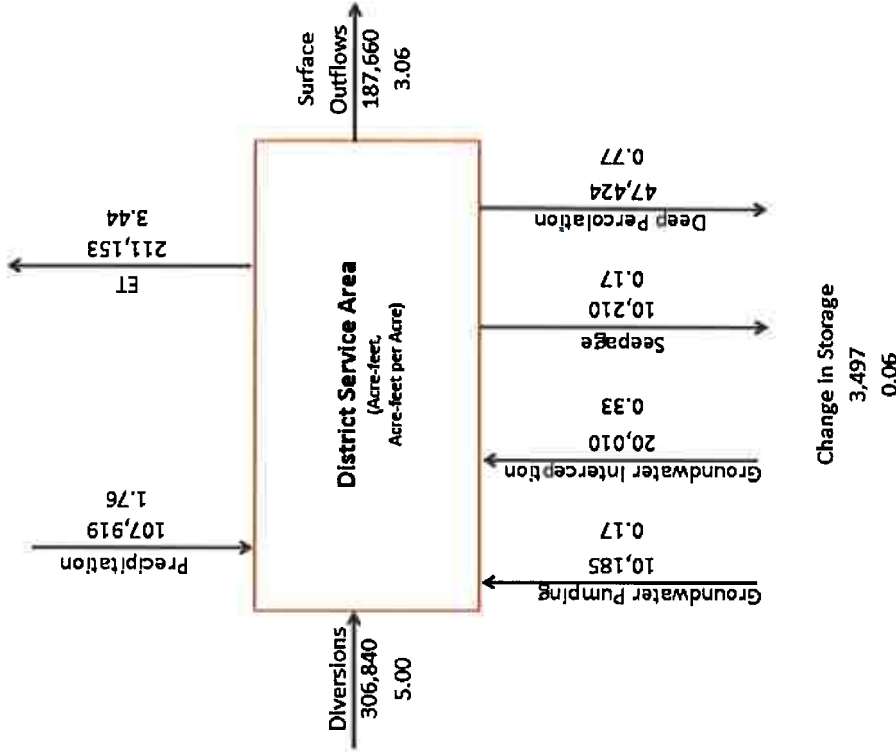 Precipitation
107,919
1.76
ET
211,153
3.44
Diversions
306,840
5.00
District Service Area
(Acre-feet,
Acre-feet per Acre)
Surface
Outflows
187,660
3.06
Groundwater Pumping
10,185
0.17
Groundwater Interception
20,010
0.33
Seepage
10,210
0.17
Deep Percolation
47,424
0.77
Change in Storage
3,497
0.06